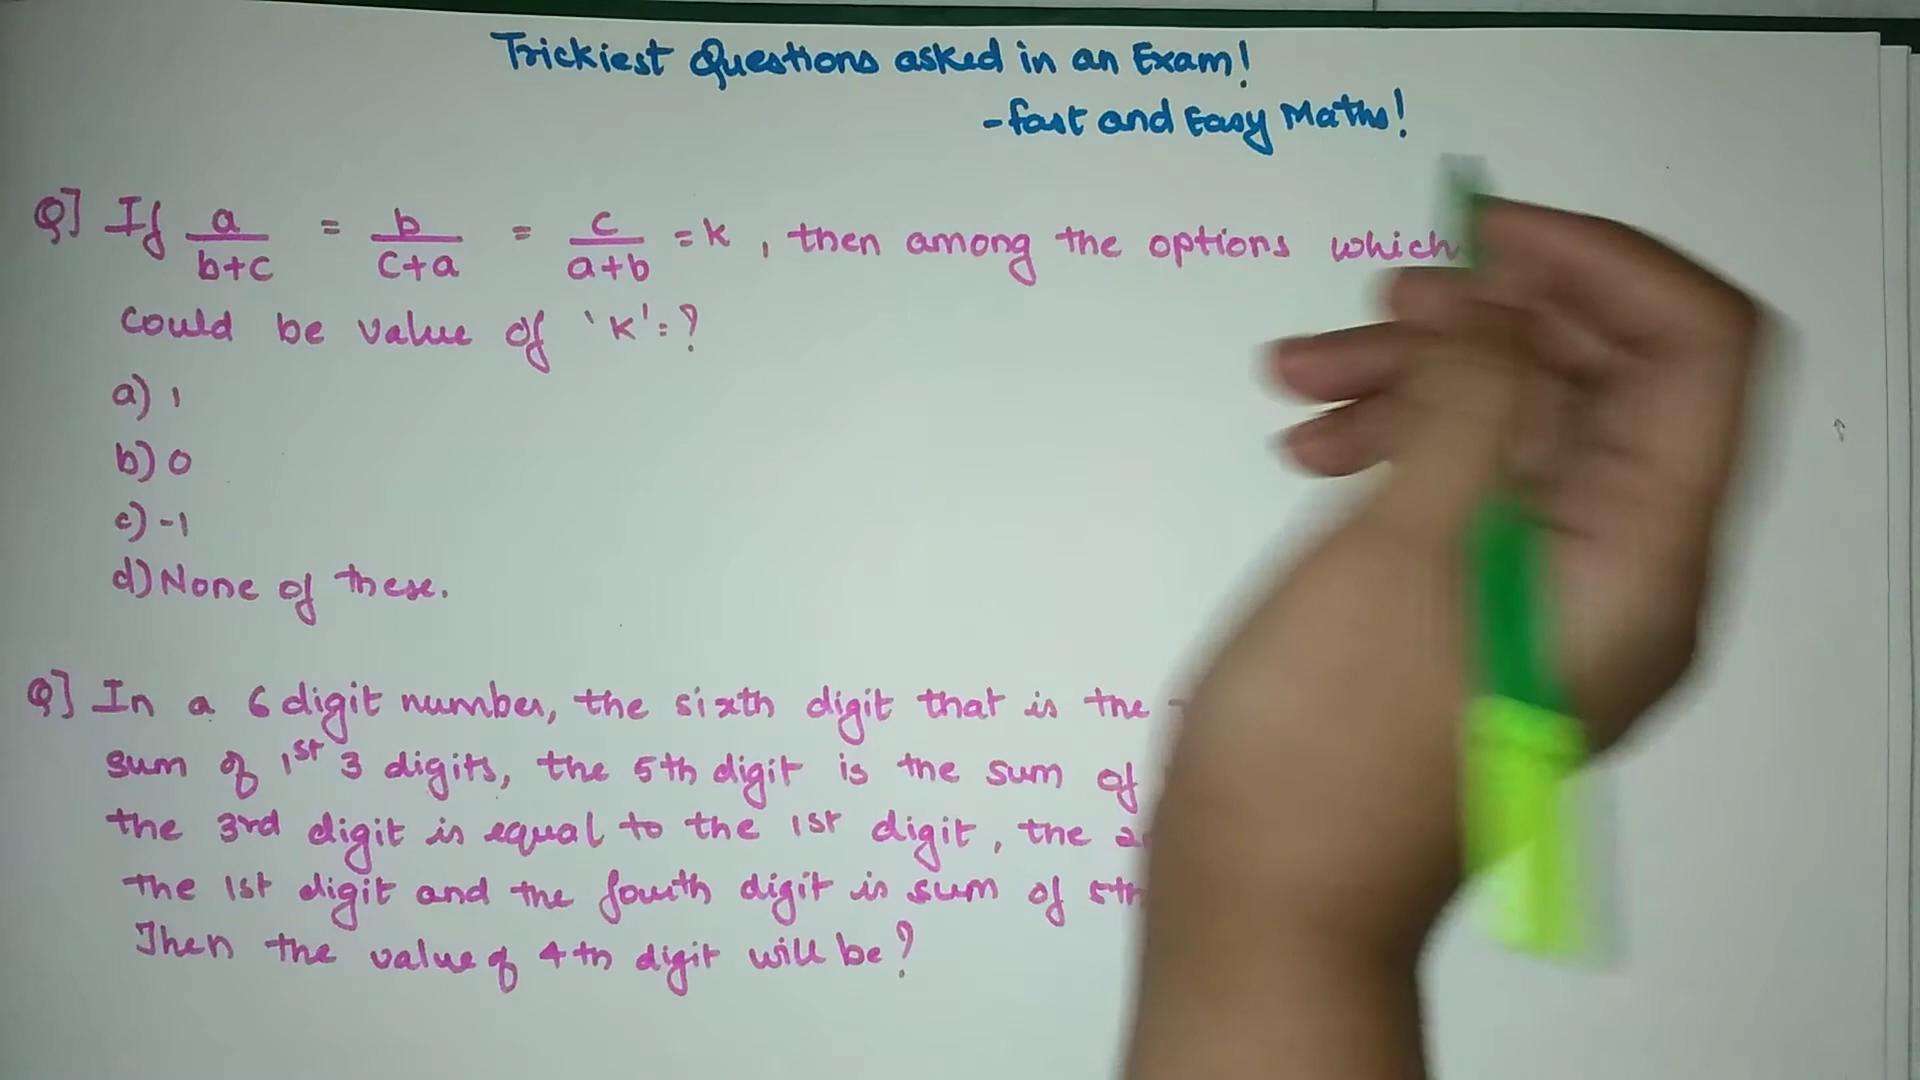 Trickiest Questions asked in an Exam!
- fast and Easy Maths!
Q] If a/b+c = b/c+a = c/a+b = k, then among the options which
could be value of 'k'=?
a) 1
b) 0
c) -1
d) None of these.
Q] In a 6 digit number, the sixth digit that is the
sum of 1st 3 digits, the 5th digit is the sum of
the 3rd digit is equal to the 1st digit, the
the 1st digit and the fourth digit is sum of 5th
Then the value of 4th digit will be?